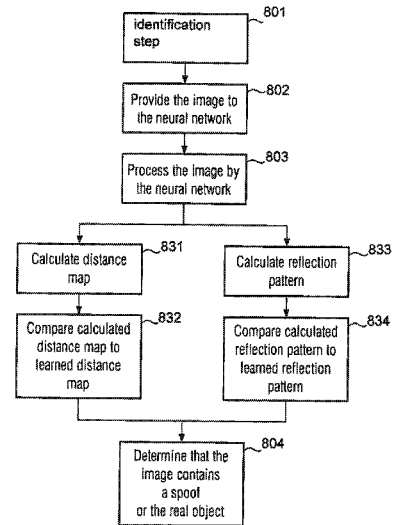 801
identification
step
802
Provide the image to
the neural network
803
Process the image by
the neural network
831
Calculate distance
map
833
Calculate reflection
pattern
832
Compare calculated
distance map to
learned distance
map
834
Compare calculated
reflection pattern to
learned reflection
pattern
804
Determine that the
image contains
a spoof
or the real object